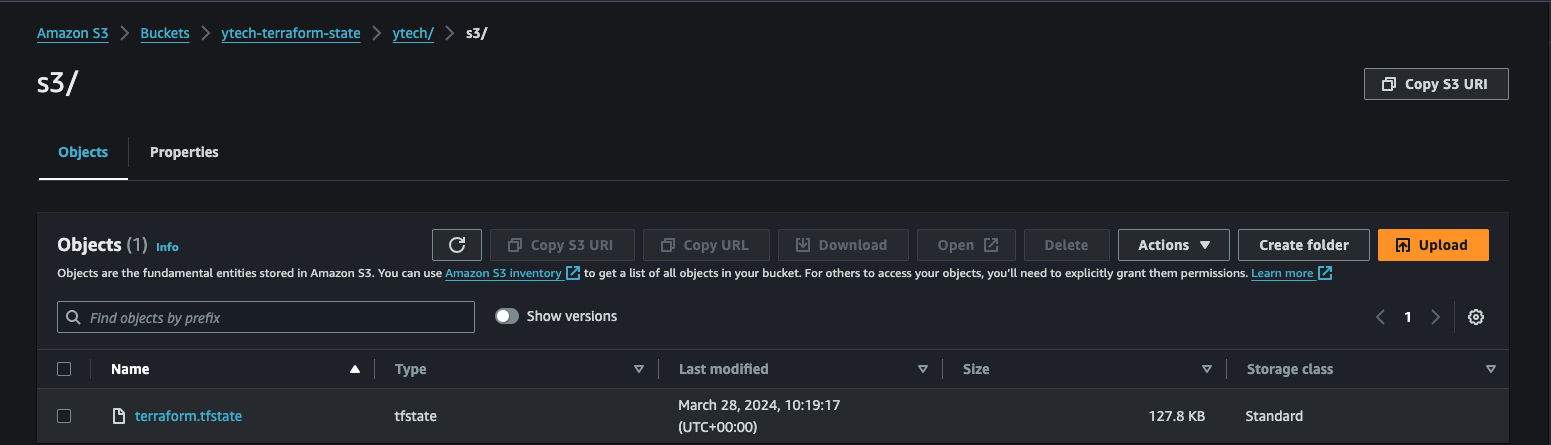 Amazon S3 > Buckets > ytech-terraform-state > ytech/ > s3/
s3/
Copy S3 URI
Objects
Properties
Objects (1) Info
Copy S3 URI
Copy URL
Download
Open
Delete
Actions
Create folder
Upload
Objects are the fundamental entities stored in Amazon S3. You can use Amazon S3 inventory to get a list of all objects in your bucket. For others to access your objects, you'll need to explicitly grant them permissions. Learn more
Find objects by prefix
Show versions
1
Name Type Last modified Size Storage class
terraform.tfstate tfstate March 28, 2024, 10:19:17 127.8 KB Standard
(UTC+00:00)